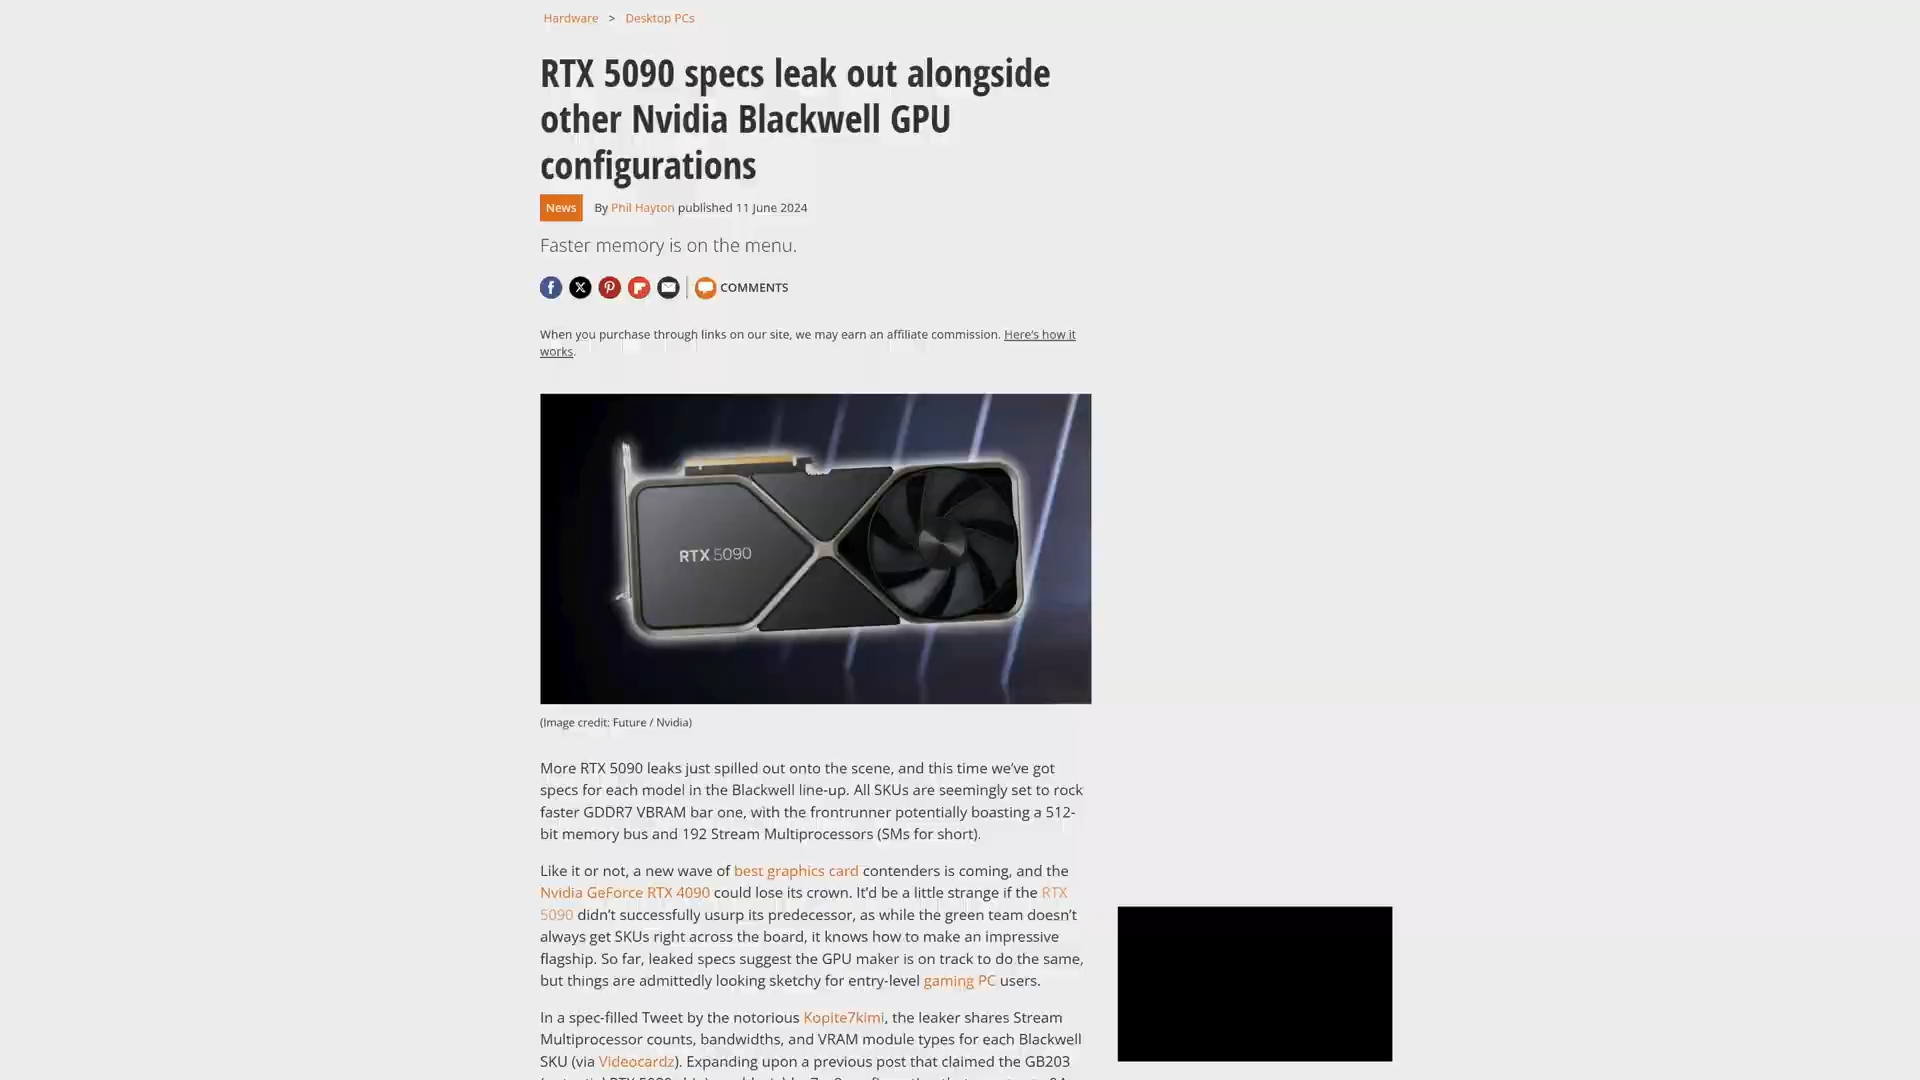 Hardware > Desktop PCs
RTX 5090 specs leak out alongside
other Nvidia Blackwell GPU
configurations
News By Phil Hayton published 11 June 2024
Faster memory is on the menu.
COMMENTS
When you purchase through links on our site, we may earn an affiliate commission. Here's how it
works.
RTX 5090
(Image credit: Future / Nvidia)
More RTX 5090 leaks just spilled out onto the scene, and this time we've got
specs for each model in the Blackwell line-up. All SKUs are seemingly set to rock
faster GDDR7 VBRAM bar one, with the frontrunner potentially boasting a 512-
bit memory bus and 192 Stream Multiprocessors (SMs for short).
Like it or not, a new wave of best graphics card contenders is coming, and the
Nvidia GeForce RTX 4090 could lose its crown. It'd be a little strange if the RTX
5090 didn't successfully usurp its predecessor, as while the green team doesn't
always get SKUs right across the board, it knows how to make an impressive
flagship. So far, leaked specs suggest the GPU maker is on track to do the same,
but things are admittedly looking sketchy for entry-level gaming PC users.
In a spec-filled Tweet by the notorious Kopite7kimi, the leaker shares Stream
Multiprocessor counts, bandwidths, and VRAM module types for each Blackwell
SKU (via Videocardz). Expanding upon a previous post that claimed the GB203